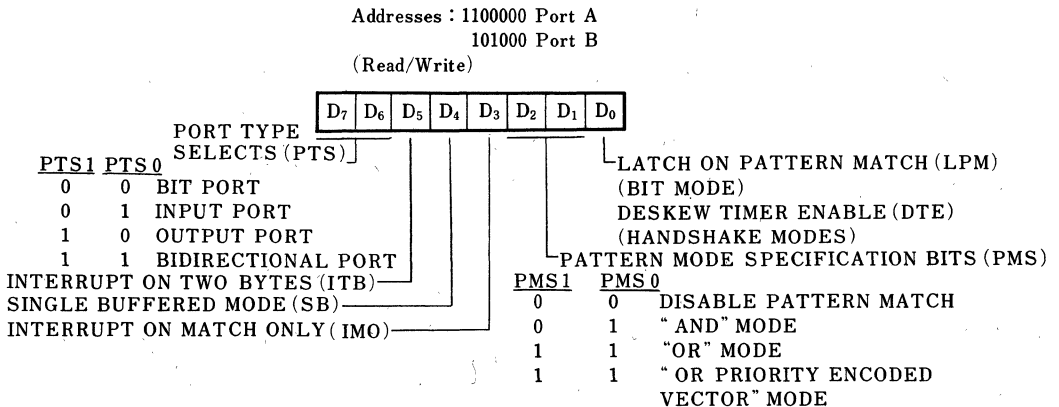 Addresses : 1100000 Port A
101000 Port B
(Read/Write)
D7 D6 D5 D4 D3 D2 D1 D0
PORT TYPE
SELECTS (PTS)
PTS1 PTS0
0 0 BIT PORT
0 1 INPUT PORT
1 0 OUTPUT PORT
1 1 BIDIRECTIONAL PORT
INTERRUPT ON TWO BYTES (ITB)
SINGLE BUFFERED MODE (SB)
INTERRUPT ON MATCH ONLY (IMO)
LATCH ON PATTERN MATCH (LPM)
(BIT MODE)
DESKEW TIMER ENABLE (DTE)
(HANDSHAKE MODES)
PATTERN MODE SPECIFICATION BITS (PMS)
PMS1 PMS0
0 0 DISABLE PATTERN MATCH
0 1 "AND" MODE
1 1 "OR" MODE
1 1 "OR PRIORITY ENCODED
VECTOR" MODE